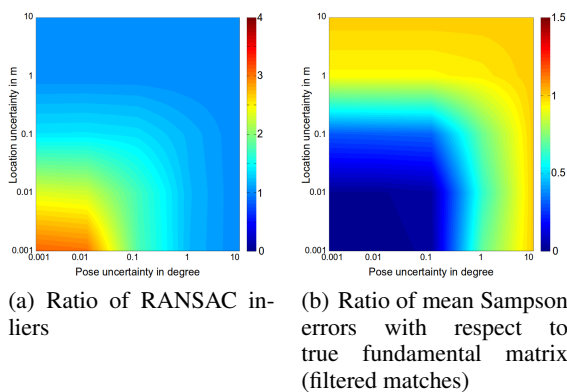 10
1
0.1
0.01
0.001
Location uncertainty in m
0.001 0.01 0.1 1 10
Pose uncertainty in degree
4
3
2
1
0
(a) Ratio of RANSAC in-
liers
10
1
0.1
0.01
0.001
Location uncertainty in m
0.001 0.01 0.1 1 10
Pose uncertainty in degree
1.5
1
0.5
0
(b) Ratio of mean Sampson
errors with respect to
true fundamental matrix
(filtered matches)